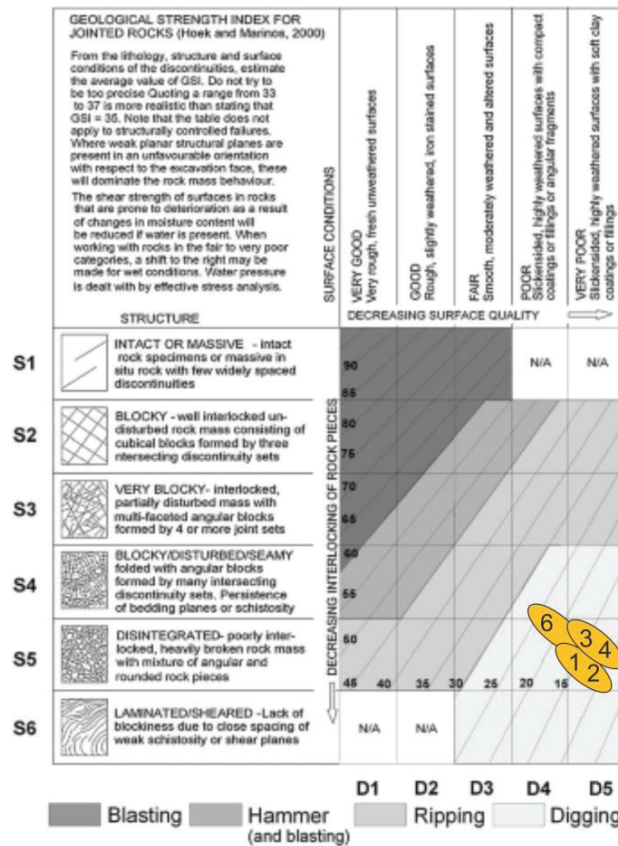 GEOLOGICAL STRENGTH INDEX FOR
JOINTED ROCKS (Hoek and Marinos, 2000)
From the lithology, structure and surface
conditions of the discontinuities, estimate
the average value of GSI. Do not try to
be too precise Quoting a range from 33
to 37 is more realistic than stating that
GSI = 35. Note that the table does not
apply to structurally controlled failures.
Where weak planar structural planes are
present in an unfavourable orientation
with respect to the excavation face, these
will dominate the rock mass behaviour.
The shear strength of surfaces in rocks
that are prone to deterioration as a result
of changes in moisture content will
be reduced if water is present. When
working with rocks in the fair to very poor
categories, a shift to the right may be
made for wet conditions. Water pressure
is dealt with by effective stress analysis.
STRUCTURE
SURFACE CONDITIONS
VERY GOOD
Very rough, fresh unweathered surfaces
GOOD
Rough, slightly weathered, iron stained surfaces
FAIR
Smooth, moderately weathered and altered surfaces
POOR
Slickensided, highly weathered surfaces with compact
coatings or fillings or angular fragments
VERY POOR
Slickensided, highly weathered surfaces with soft clay
coatings or fillings
DECREASING SURFACE QUALITY
DECREASING INTERLOCKING OF ROCK PIECES
S1
INTACT OR MASSIVE - intact
rock specimens or massive in
situ rock with few widely spaced
discontinuities
90
85
N/A
N/A
S2
BLOCKY - well interlocked un-
disturbed rock mass consisting of
cubical blocks formed by three
ntersecting discontinuity sets
80
75
S3
VERY BLOCKY- interlocked,
partially disturbed mass with
multi-faceted angular blocks
formed by 4 or more joint sets
70
65
S4
BLOCKY/DISTURBED/SEAMY
folded with angular blocks
formed by many intersecting
discontinuity sets. Persistence
of bedding planes or schistosity
60
55
S5
DISINTEGRATED- poorly inter-
locked, heavily broken rock mass
with mixture of angular and
rounded rock pieces
50
6
3
4
1
2
45 40 35 30 25 20 15
S6
LAMINATED/SHEARED -Lack of
blockiness due to close spacing of
weak schistosity or shear planes
N/A
N/A
D1 D2 D3 D4 D5
Blasting
Hammer
(and blasting)
Ripping
Digging